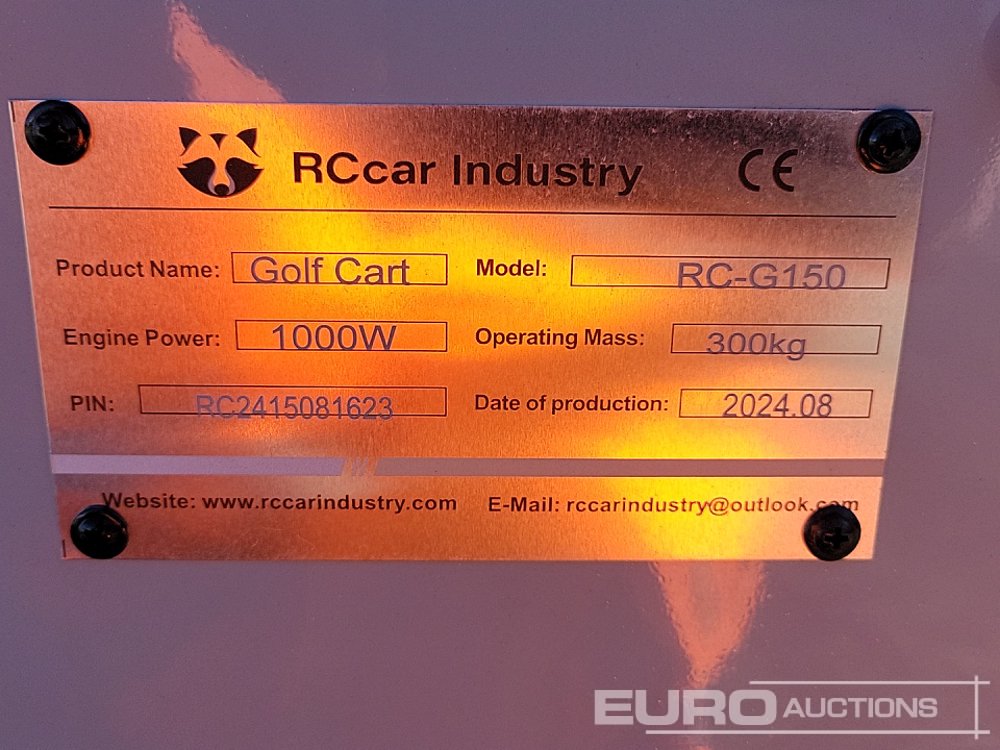 RCcar Industry CE
Product Name: Golf Cart Model: RC-G150
Engine Power: 1000W Operating Mass: 300kg
PIN: RC2415081623 Date of production: 2024.08
Website: www.rccarindustry.com E-Mail: rccarindustry@outlook.com
EURO AUCTIONS